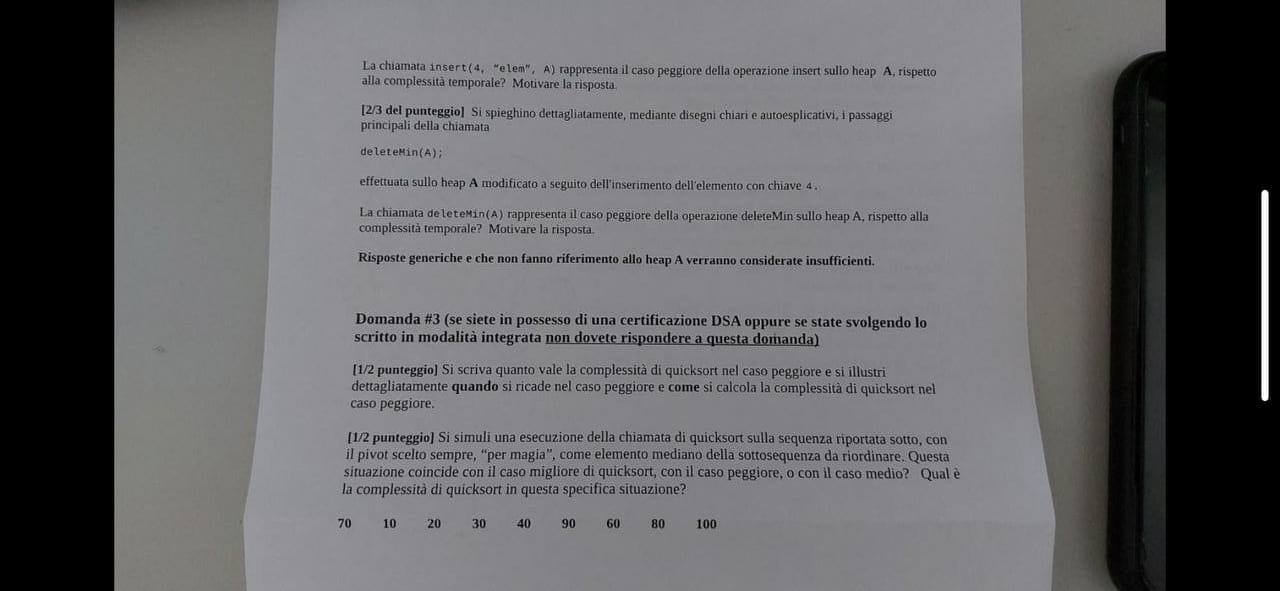 La chiamata insert(4, “elem”, A) rappresenta il caso peggiore della operazione insert sullo heap A, rispetto
alla complessità temporale? Motivare la risposta.
[2/3 del punteggio] Si spieghino dettagliatamente, mediante disegni chiari e autoesplicativi, i passaggi
principali della chiamata
deleteMin(A);
effettuata sullo heap A modificato a seguito dell'inserimento dell'elemento con chiave 4.
La chiamata deleteMin(A) rappresenta il caso peggiore della operazione deleteMin sullo heap A, rispetto alla
complessità temporale? Motivare la risposta.
Risposte generiche e che non fanno riferimento allo heap A verranno considerate insufficienti.
Domanda #3 (se siete in possesso di una certificazione DSA oppure se state svolgendo lo
scritto in modalità integrata non dovete rispondere a questa domanda)
[1/2 punteggio] Si scriva quanto vale la complessità di quicksort nel caso peggiore e si illustri
dettagliatamente quando si ricade nel caso peggiore e come si calcola la complessità di quicksort nel
caso peggiore.
[1/2 punteggio] Si simuli una esecuzione della chiamata di quicksort sulla sequenza riportata sotto, con
il pivot scelto sempre, “per magia”, come elemento mediano della sottosequenza da riordinare. Questa
situazione coincide con il caso migliore di quicksort, con il caso peggiore, o con il caso medio? Qual è
la complessità di quicksort in questa specifica situazione?
70 10 20 30 40 90 60 80 100